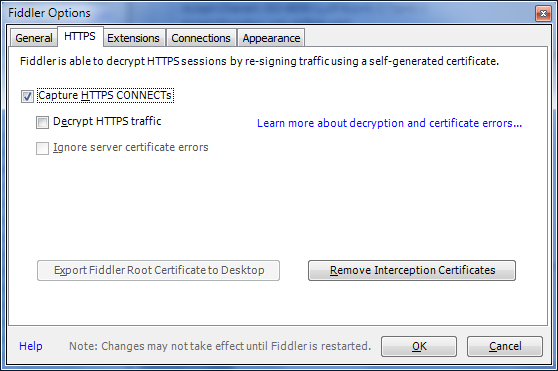 Fiddler Options
General HTTPS Extensions Connections Appearance
Fiddler is able to decrypt HTTPS sessions by re-signing traffic using a self-generated certificate.
Capture HTTPS CONNECTs
Decrypt HTTPS traffic Learn more about decryption and certificate errors...
Ignore server certificate errors
Export Fiddler Root Certificate to Desktop Remove Interception Certificates
Help Note: Changes may not take effect until Fiddler is restarted. OK Cancel